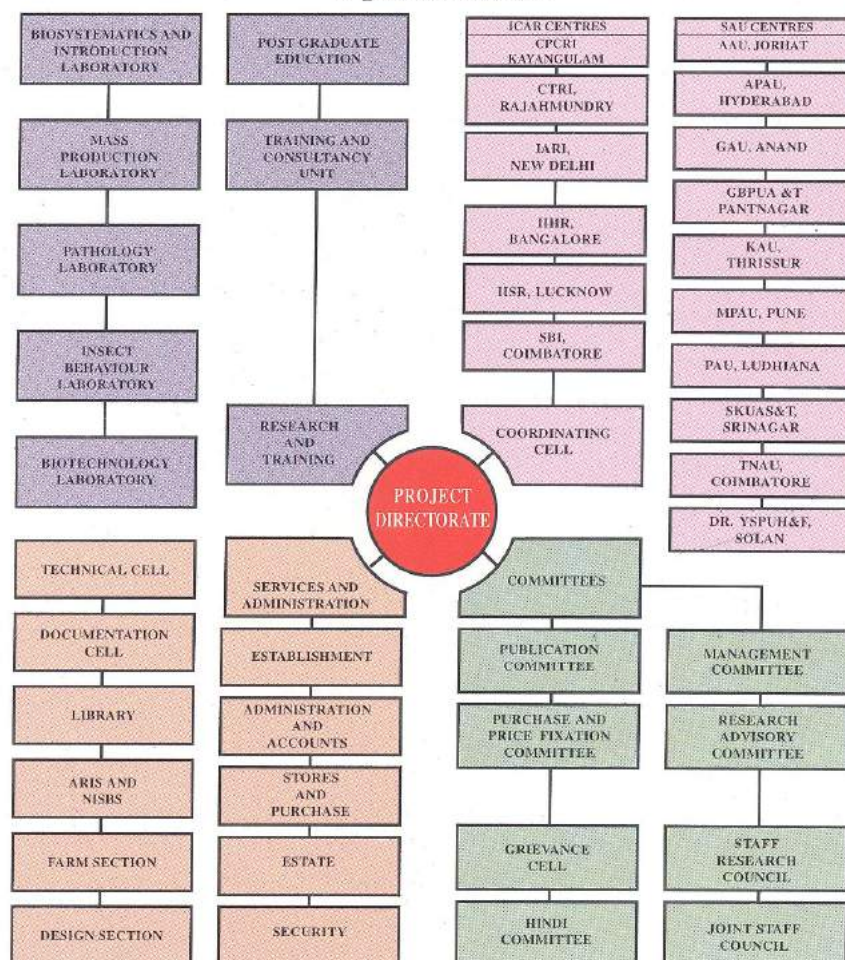 BIOSYSTEMATICS AND
INTRODUCTION
LABORATORY
MASS
PRODUCTION
LABORATORY
PATHOLOGY
LABORATORY
INSECT
BEHAVIOUR
LABORATORY
BIOTECHNOLOGY
LABORATORY
POST GRADUATE
EDUCATION
TRAINING AND
CONSULTANCY
UNIT
RESEARCH
AND
TRAINING
ICAR CENTRES
CPCRI
KAYANGULAM
CTRI,
RAJAHMUNDRY
IARI,
NEW DELHI
IIHR,
BANGALORE
IISR, LUCKNOW
SBI,
COIMBATORE
COORDINATING
CELL
SAU CENTRES
AAU, JORHAT
APAU,
HYDERABAD
GAU, ANAND
GBPUA &T
PANTNAGAR
KAU,
THRISSUR
MPAU, PUNE
PAU, LUDHIANA
SKUAS&T,
SRINAGAR
TNAU,
COIMBATORE
DR. YSPUH&F,
SOLAN
PROJECT
DIRECTORATE
TECHNICAL CELL
DOCUMENTATION
CELL
LIBRARY
ARIS AND
NISBS
FARM SECTION
DESIGN SECTION
SERVICES AND
ADMINISTRATION
ESTABLISHMENT
ADMINISTRATION
AND
ACCOUNTS
STORES
AND
PURCHASE
ESTATE
SECURITY
COMMITTEES
PUBLICATION
COMMITTEE
PURCHASE AND
PRICE FIXATION
COMMITTEE
GRIEVANCE
CELL
HINDI
COMMITTEE
MANAGEMENT
COMMITTEE
RESEARCH
ADVISORY
COMMITTEE
STAFF
RESEARCH
COUNCIL
JOINT STAFF
COUNCIL